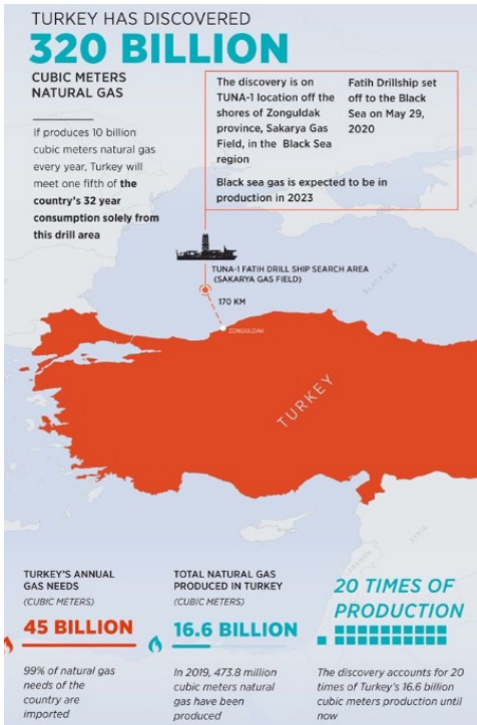 TURKEY HAS DISCOVERED
320 BILLION
CUBIC METERS
NATURAL GAS
If produces 10 billion
cubic meters natural gas
every year, Turkey will
meet one fifth of the
country's 32 year
consumption solely from
this drill area
The discovery is on
TUNA-1 location off the
shores of Zonguldak
province, Sakarya Gas
Field, in the Black Sea
region
Fatih Drillship set
off to the Black
Sea on May 29,
2020
Black sea gas is expected to be in
production in 2023
TUNA-1 FATIH DRILL SHIP SEARCH AREA
(SAKARYA GAS FIELD)
BLACK SEA
170 KM
ZONGULDAK
TURKEY
SYRIA
LEBANON
TURKEY'S ANNUAL
GAS NEEDS
(CUBIC METERS)
45 BILLION
99% of natural gas
needs of the
country are
imported
TOTAL NATURAL GAS
PRODUCED IN TURKEY
(CUBIC METERS)
16.6 BILLION
In 2019, 473.8 million
cubic meters natural
gas have been
produced
20 TIMES OF
PRODUCTION
The discovery accounts for 20
times of Turkey's 16.6 billion
cubic meters production until
now